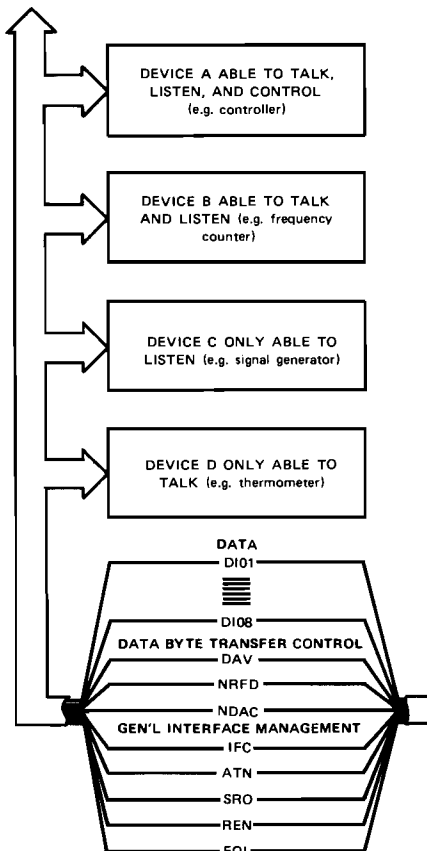 DEVICE A ABLE TO TALK,
LISTEN, AND CONTROL
(e.g. controller)
DEVICE B ABLE TO TALK
AND LISTEN (e.g. frequency
counter)
DEVICE C ONLY ABLE TO
LISTEN (e.g. signal generator)
DEVICE D ONLY ABLE TO
TALK (e.g. thermometer)
DATA
DI01
DI08
DATA BYTE TRANSFER CONTROL
DAV
NRFD
NDAC
GEN'L INTERFACE MANAGEMENT
IFC
ATN
SRO
REN